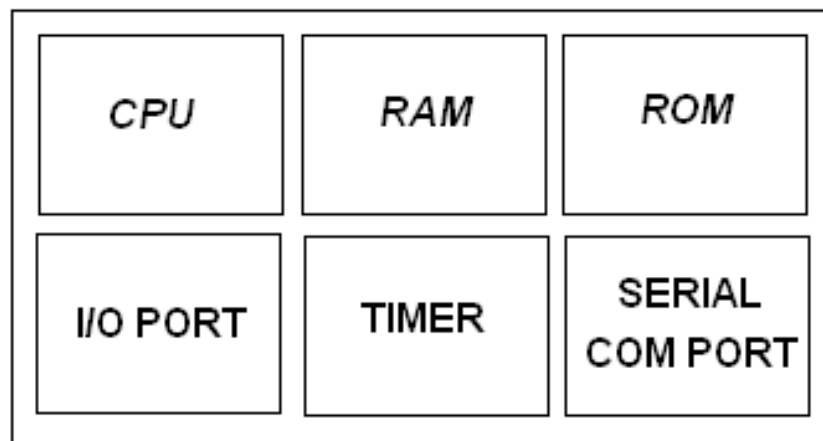 CPU
RAM
ROM
I/O PORT
TIMER
SERIAL
COM PORT